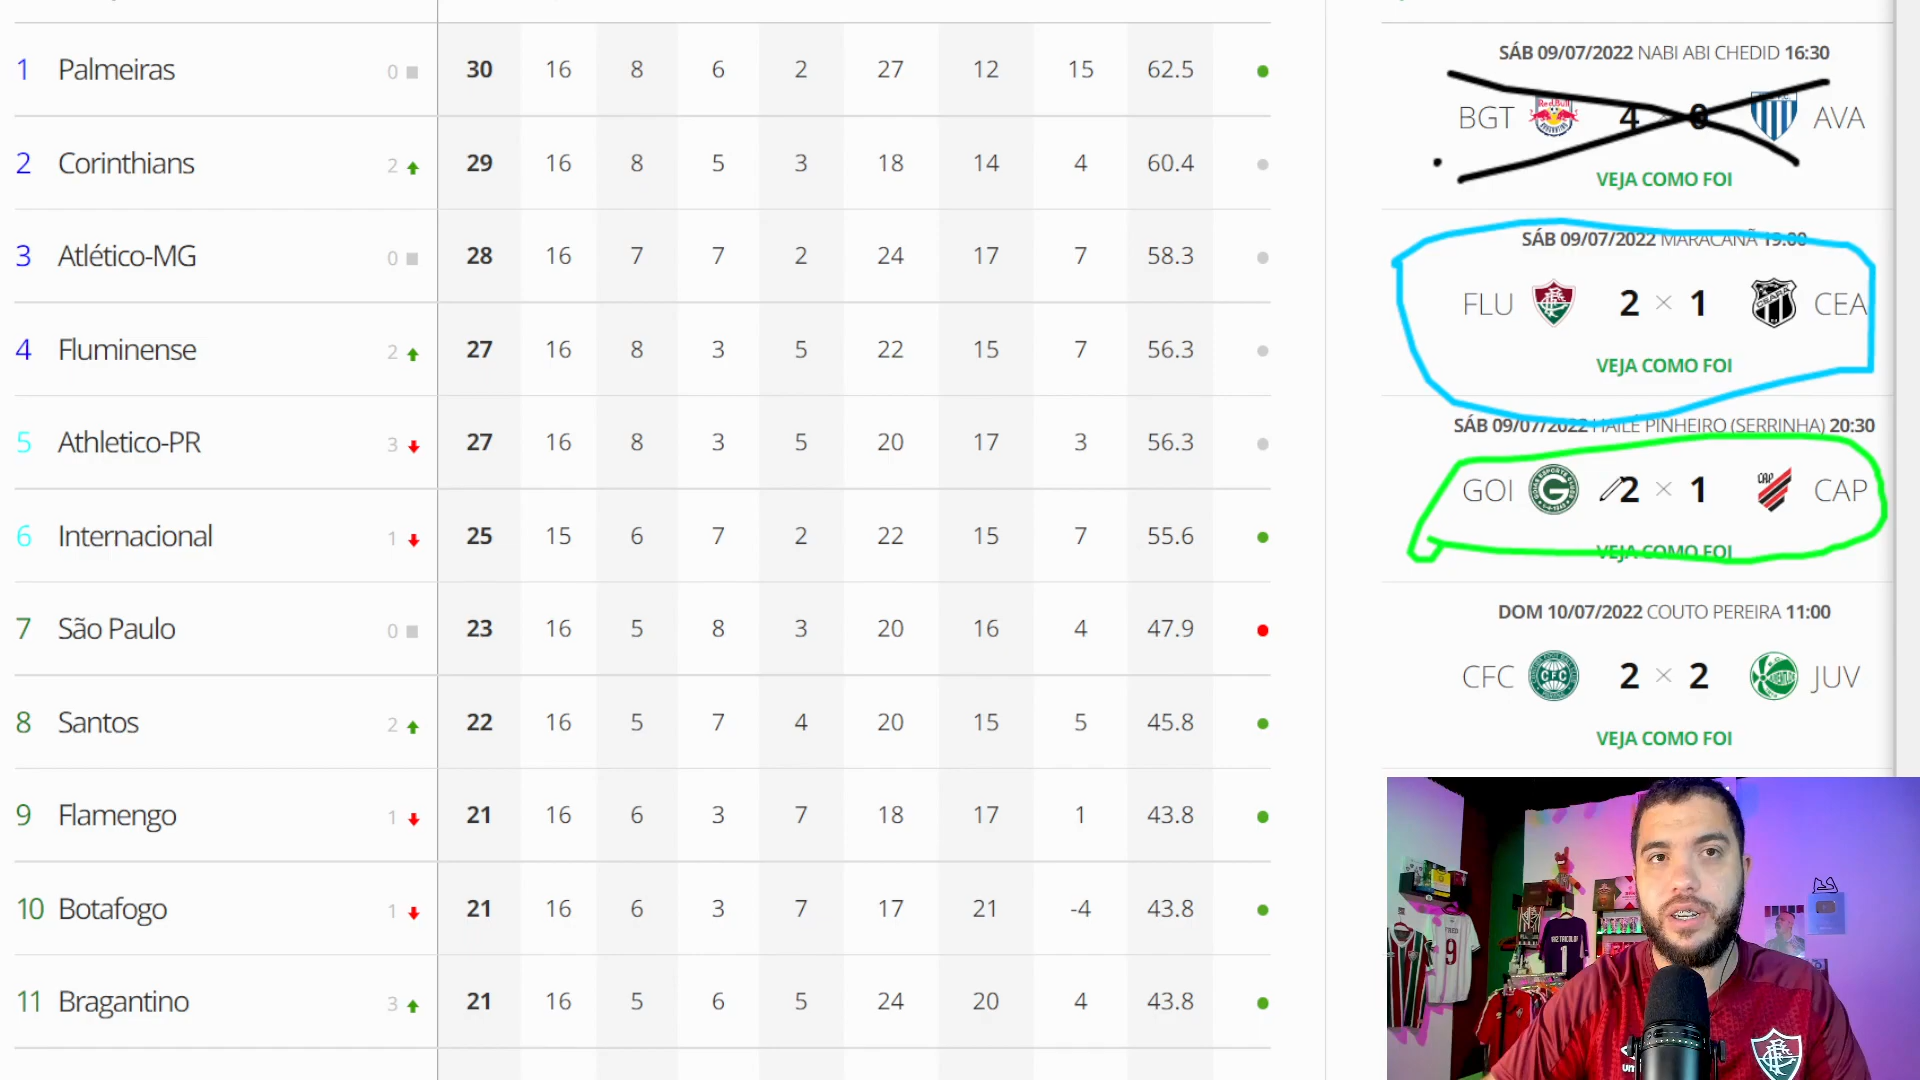 1 Palmeiras 0 30 16 8 6 2 27 12 15 62.5
2 Corinthians 2 29 16 8 5 3 18 14 4 60.4
3 Atlético-MG 0 28 16 7 7 2 24 17 7 58.3
4 Fluminense 2 27 16 8 3 5 22 15 7 56.3
5 Athletico-PR 3 27 16 8 3 5 20 17 3 56.3
6 Internacional 1 25 15 6 7 2 22 15 7 55.6
7 São Paulo 0 23 16 5 8 3 20 16 4 47.9
8 Santos 2 22 16 5 7 4 20 15 5 45.8
9 Flamengo 1 21 16 6 3 7 18 17 1 43.8
10 Botafogo 1 21 16 6 3 7 17 21 -4 43.8
11 Bragantino 3 21 16 5 6 5 24 20 4 43.8
SÁB 09/07/2022 NABI ABI CHEDID 16:30
BGT 4 × 0 AVA
VEJA COMO FOI
SÁB 09/07/2022 MARACANÃ 19:00
FLU 2 × 1 CEA
VEJA COMO FOI
SÁB 09/07/2022 HAILÉ PINHEIRO (SERRINHA) 20:30
GOI 2 × 1 CAP
VEJA COMO FOI
DOM 10/07/2022 COUTO PEREIRA 11:00
CFC 2 × 2 JUV
VEJA COMO FOI